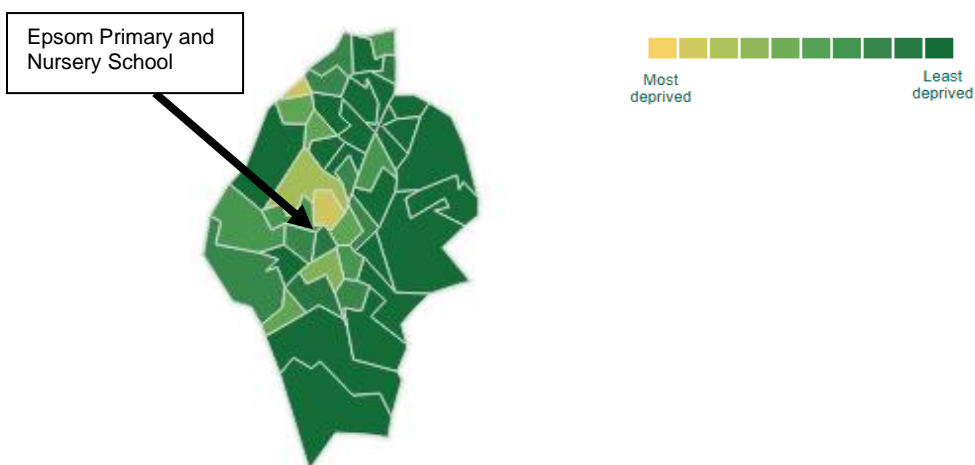 Epsom Primary and
Nursery School
Most
deprived
Least
deprived